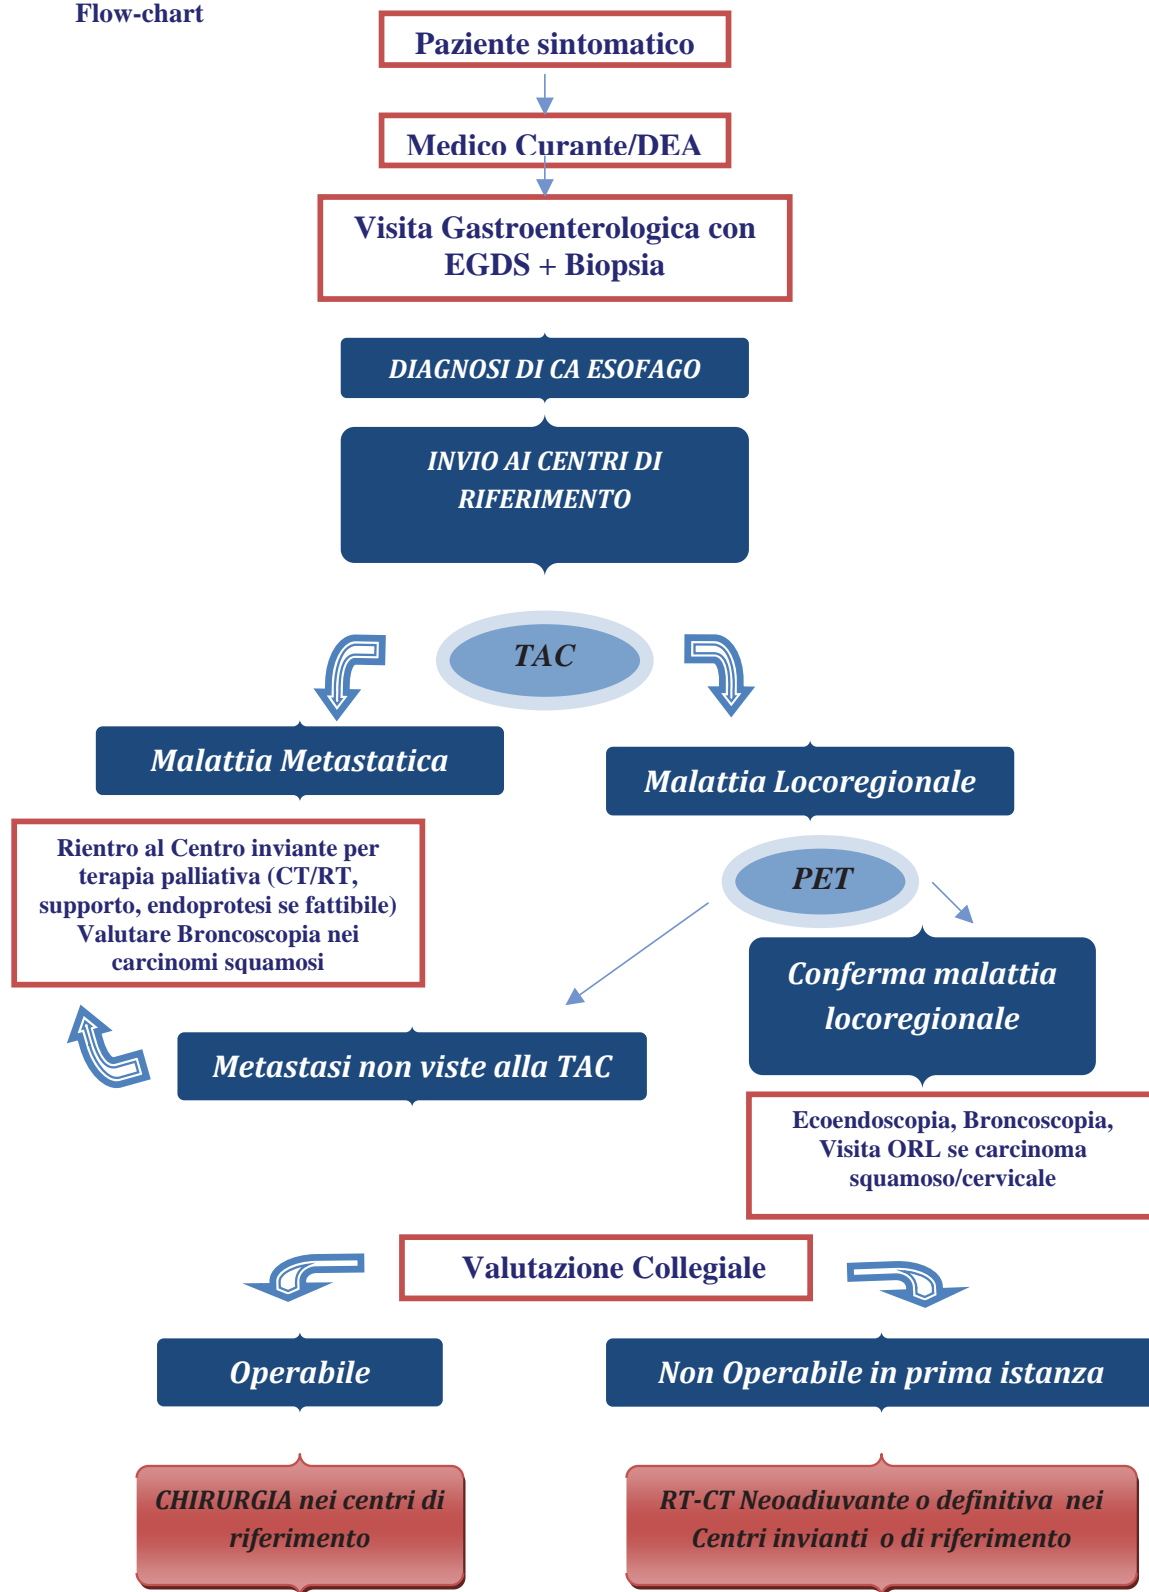 Flow-chart
Paziente sintomatico
Medico Curante/DEA
Visita Gastroenterologica con
EGDS + Biopsia
DIAGNOSI DI CA ESOFAGO
INVIO AI CENTRI DI
RIFERIMENTO
TAC
Malattia Metastatica
Malattia Locoregionale
Rientro al Centro inviante per
terapia palliativa (CT/RT,
supporto, endoprotesi se fattibile)
Valutare Broncoscopia nei
carcinomi squamosi
PET
Conferma malattia
locoregionale
Metastasi non viste alla TAC
Ecoendoscopia, Broncoscopia,
Visita ORL se carcinoma
squamoso/cervicale
Valutazione Collegiale
Operabile
Non Operabile in prima istanza
CHIRURGIA nei centri di
riferimento
RT-CT Neoadiuvante o definitiva nei
Centri invianti o di riferimento